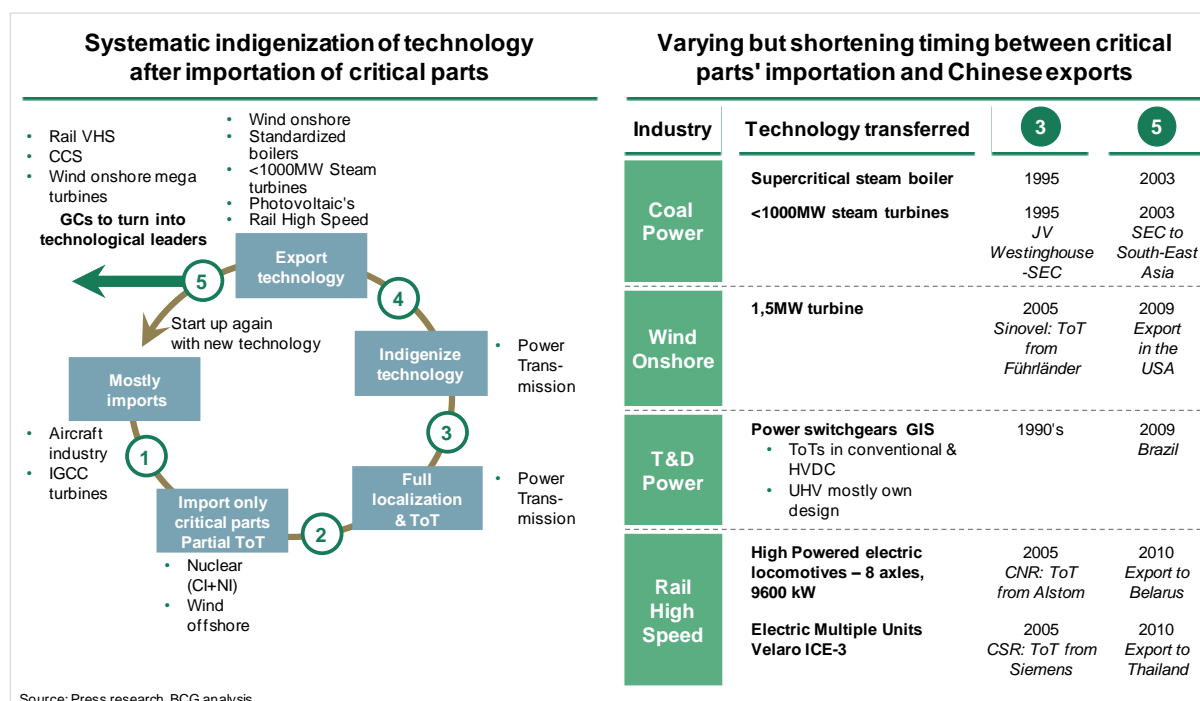 Systematic indigenization of technology
after importation of critical parts
• Rail VHS
• CCS
• Wind onshore mega
turbines
• Wind onshore
• Standardized
boilers
• <1000MW Steam
turbines
• Photovoltaic's
• Rail High Speed
GCs to turn into
technological leaders
Export
technology
5
4
Start up again
with new technology
Indigenize
technology
• Power
Trans-
mission
Mostly
imports
• Aircraft
industry
• IGCC
turbines
1
3
Import only
critical parts
Partial ToT
2
Full
localization
& ToT
• Power
Trans-
mission
• Nuclear
(CI+NI)
• Wind
offshore
Source: Press research, BCG analysis
Varying but shortening timing between critical
parts' importation and Chinese exports
Industry Technology transferred 3 5
Coal
Power
Supercritical steam boiler 1995 2003
<1000MW steam turbines 1995 2003
JV
Westinghouse
-SEC
SEC to
South-East
Asia
Wind
Onshore
1,5MW turbine 2005 2009
Sinovel: ToT
from
Führländer
Export
in the
USA
T&D
Power
Power switchgears GIS 1990's 2009
Brazil
• ToTs in conventional &
HVDC
• UHV mostly own
design
Rail
High
Speed
High Powered electric
locomotives – 8 axles,
9600 kW
2005
CNR: ToT
from Alstom
2010
Export to
Belarus
Electric Multiple Units
Velaro ICE-3
2005
CSR: ToT from
Siemens
2010
Export to
Thailand